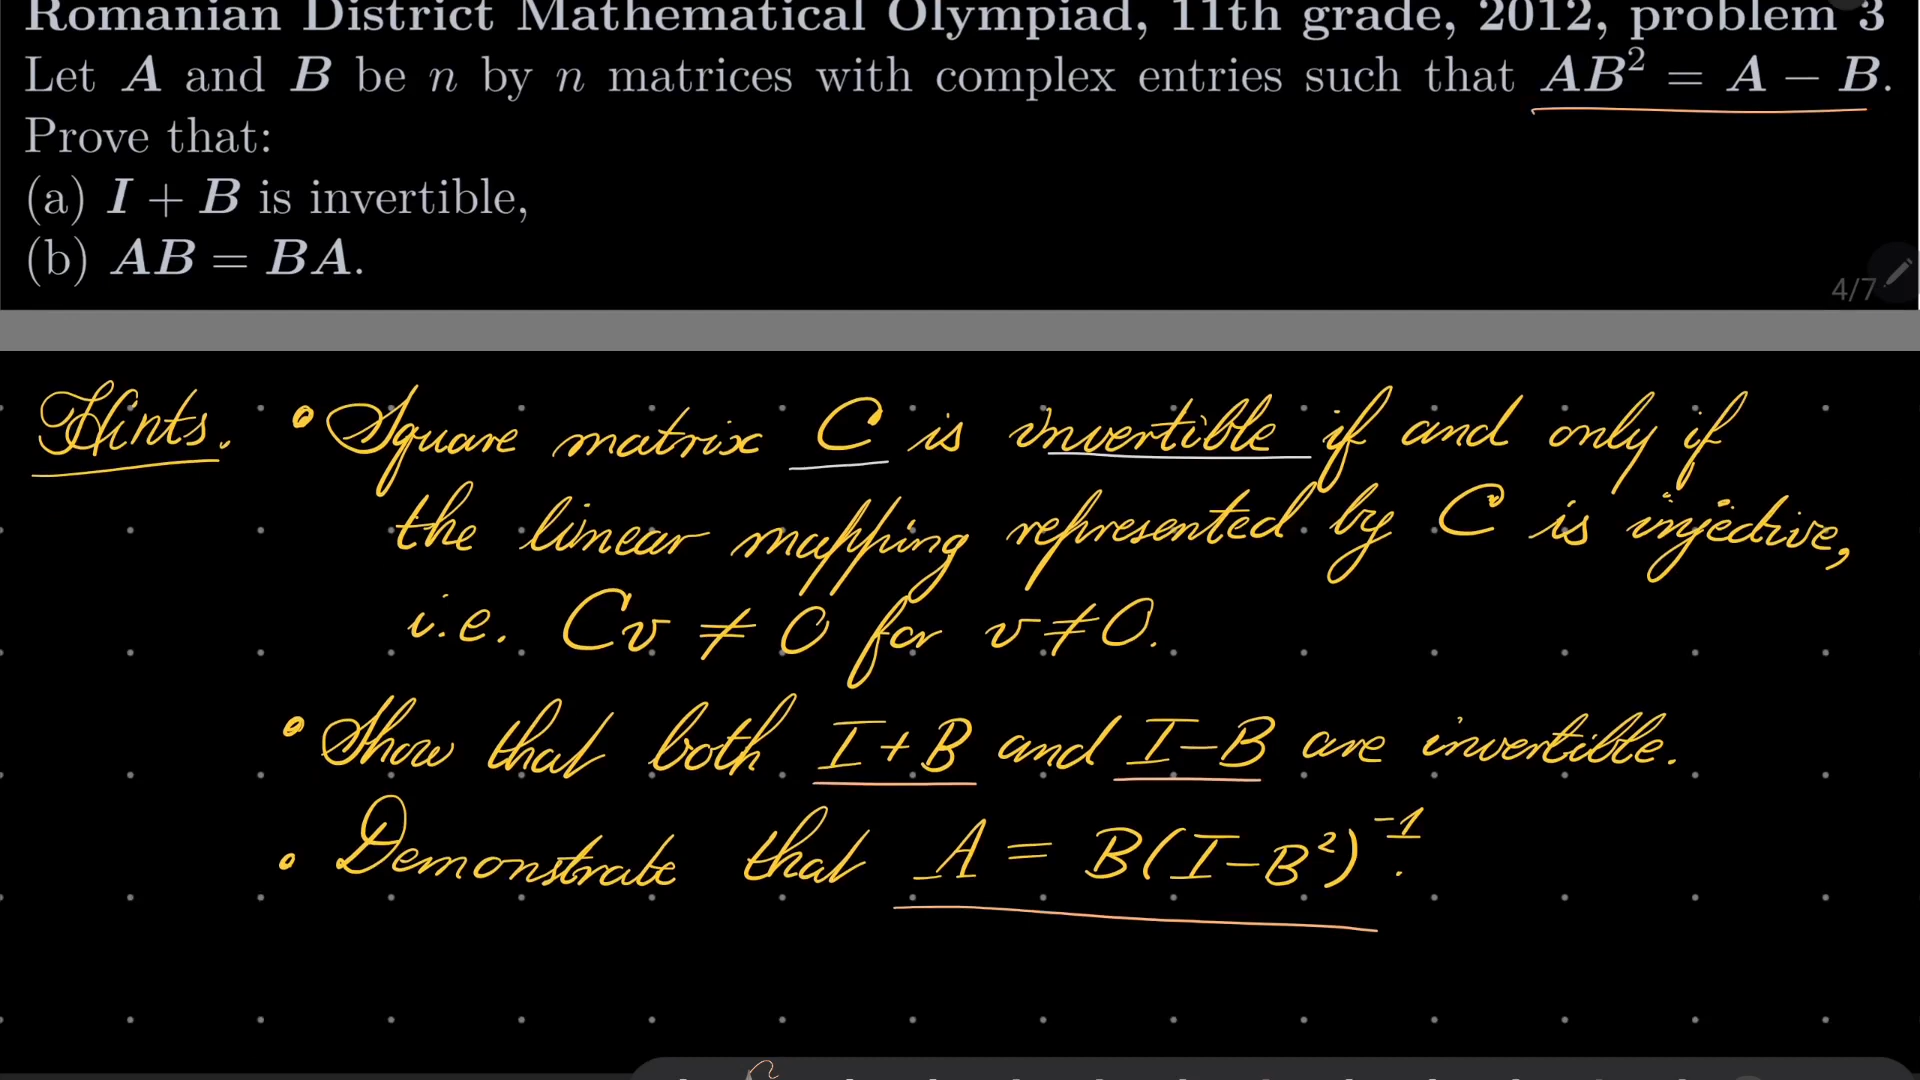 Romanian District Mathematical Olympiad, 11th grade, 2012, problem 3
Let A and B be n by n matrices with complex entries such that AB² = A − B.
Prove that:
(a) I + B is invertible,
(b) AB = BA.
4/7
Hints. • Square matrix C is invertible if and only if
the linear mapping represented by C is injective,
i.e. Cv ≠ 0 for v ≠ 0.
• Show that both I+B and I−B are invertible.
• Demonstrate that A = B(I−B²)⁻¹.